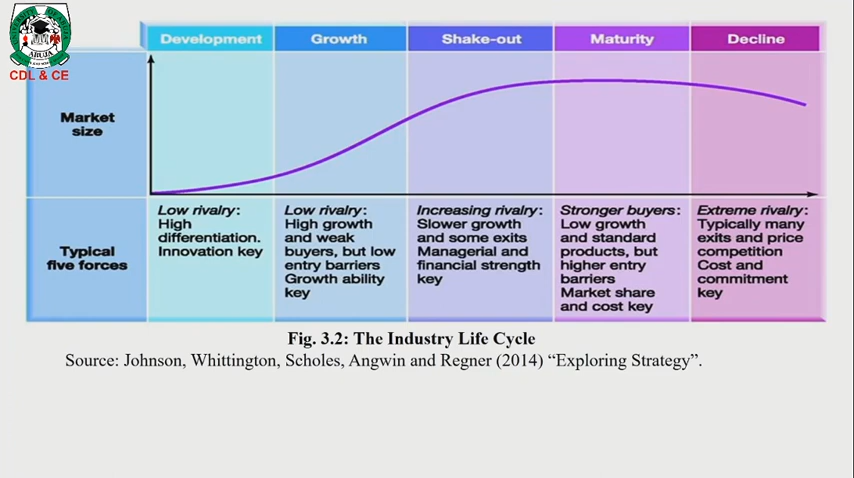 UNIVERSITY OF ABUJA
CDL & CE
Development
Growth
Shake-out
Maturity
Decline
Market
size
Typical
five forces
Low rivalry:
High
differentiation.
Innovation key
Low rivalry:
High growth
and weak
buyers, but low
entry barriers
Growth ability
key
Increasing rivalry:
Slower growth
and some exits
Managerial and
financial strength
key
Stronger buyers:
Low growth
and standard
products, but
higher entry
barriers
Market share
and cost key
Extreme rivalry:
Typically many
exits and price
competition
Cost and
commitment
key
Fig. 3.2: The Industry Life Cycle
Source: Johnson, Whittington, Scholes, Angwin and Regner (2014) “Exploring Strategy”.